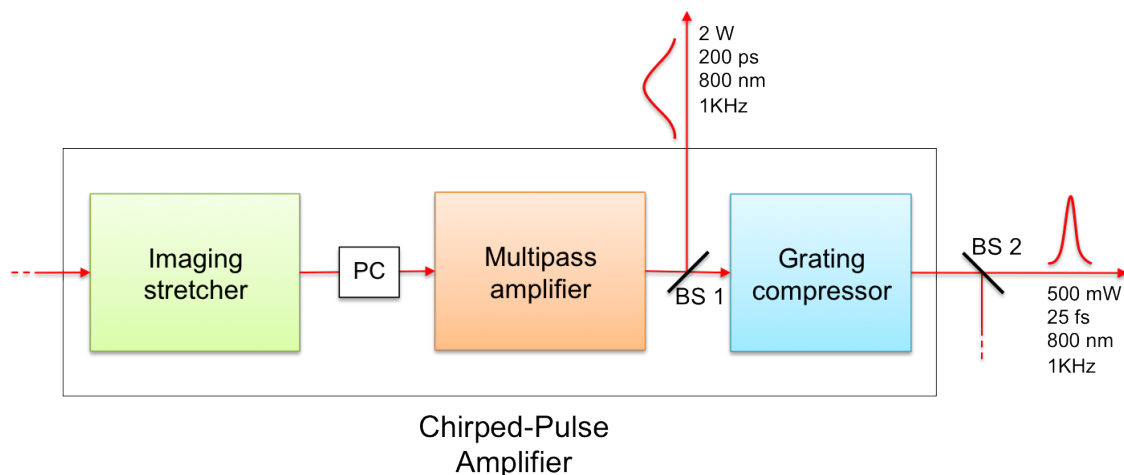 2 W
200 ps
800 nm
1KHz
Imaging
stretcher
PC
Multipass
amplifier
BS 1
Grating
compressor
BS 2
500 mW
25 fs
800 nm
1KHz
Chirped-Pulse
Amplifier